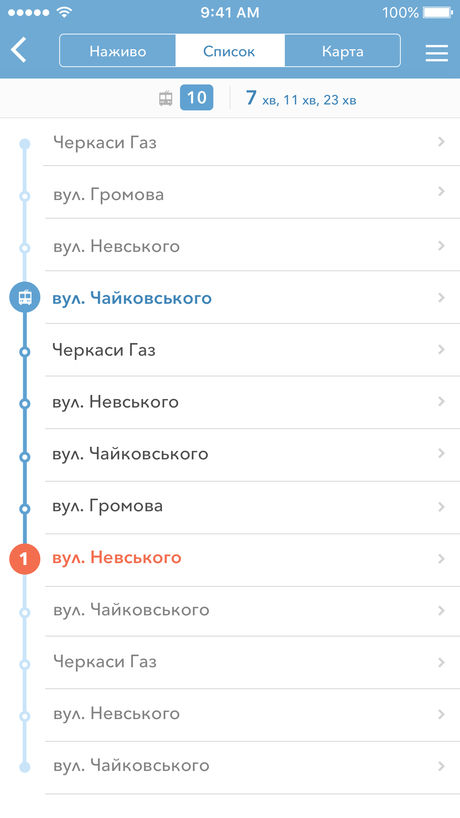 9:41 AM 100%
Наживо Список Карта
10 7 хв, 11 хв, 23 хв
Черкаси Газ
вул. Громова
вул. Невського
вул. Чайковського
Черкаси Газ
вул. Невського
вул. Чайковського
вул. Громова
1 вул. Невського
вул. Чайковського
Черкаси Газ
вул. Невського
вул. Чайковського